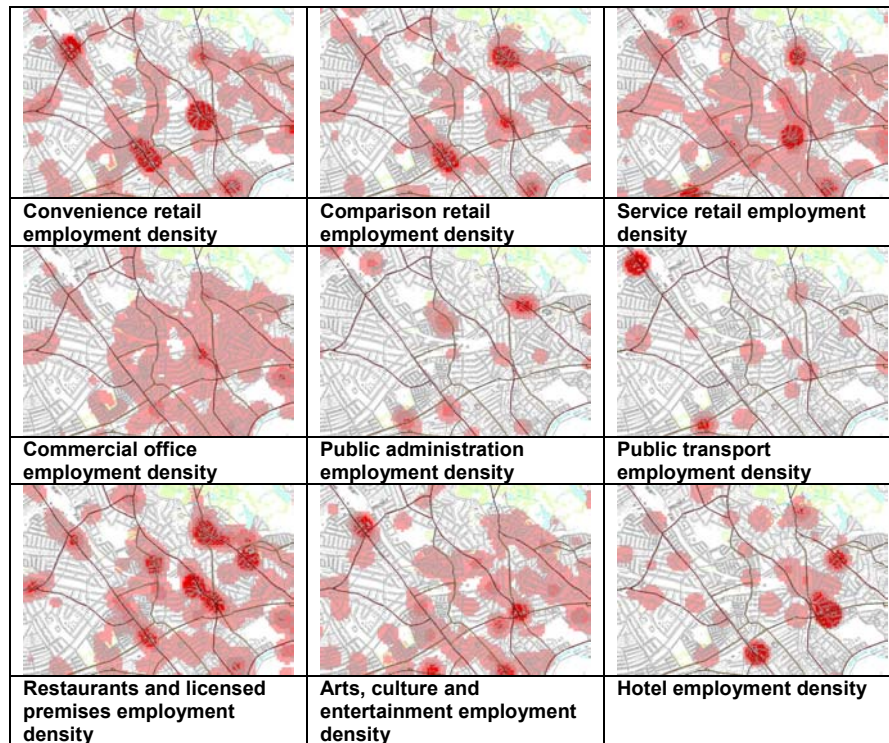 Convenience retail
employment density
Comparison retail
employment density
Service retail employment
density
Commercial office
employment density
Public administration
employment density
Public transport
employment density
Restaurants and licensed
premises employment
density
Arts, culture and
entertainment employment
density
Hotel employment density